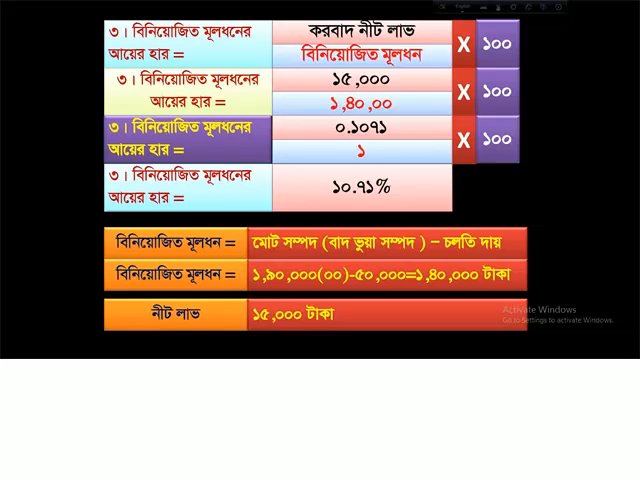 ৩। বিনিয়োজিত মূলধনের আয়ের হার = করবাদ নীট লাভ X ১০০
বিনিয়োজিত মূলধন
৩। বিনিয়োজিত মূলধনের আয়ের হার = ১৫,০০০ X ১০০
১,৪০,০০
৩। বিনিয়োজিত মূলধনের আয়ের হার = ০.১০৭১ X ১০০
১
৩। বিনিয়োজিত মূলধনের আয়ের হার = ১০.৭১%
বিনিয়োজিত মূলধন = মোট সম্পদ (বাদ ভুয়া সম্পদ ) – চলতি দায়
বিনিয়োজিত মূলধন = ১,৯০,০০০(০০)-৫০,০০০=১,৪০,০০০ টাকা
নীট লাভ ১৫,০০০ টাকা
Activate Windows
Go to Settings to activate Windows.